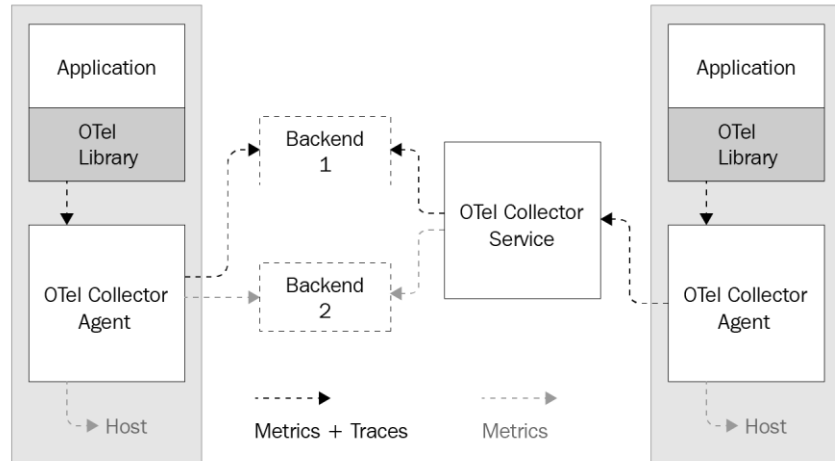 Application
OTel
Library
OTel Collector
Agent
Host
Backend
1
Backend
2
OTel Collector
Service
Application
OTel
Library
OTel Collector
Agent
Host
Metrics + Traces
Metrics